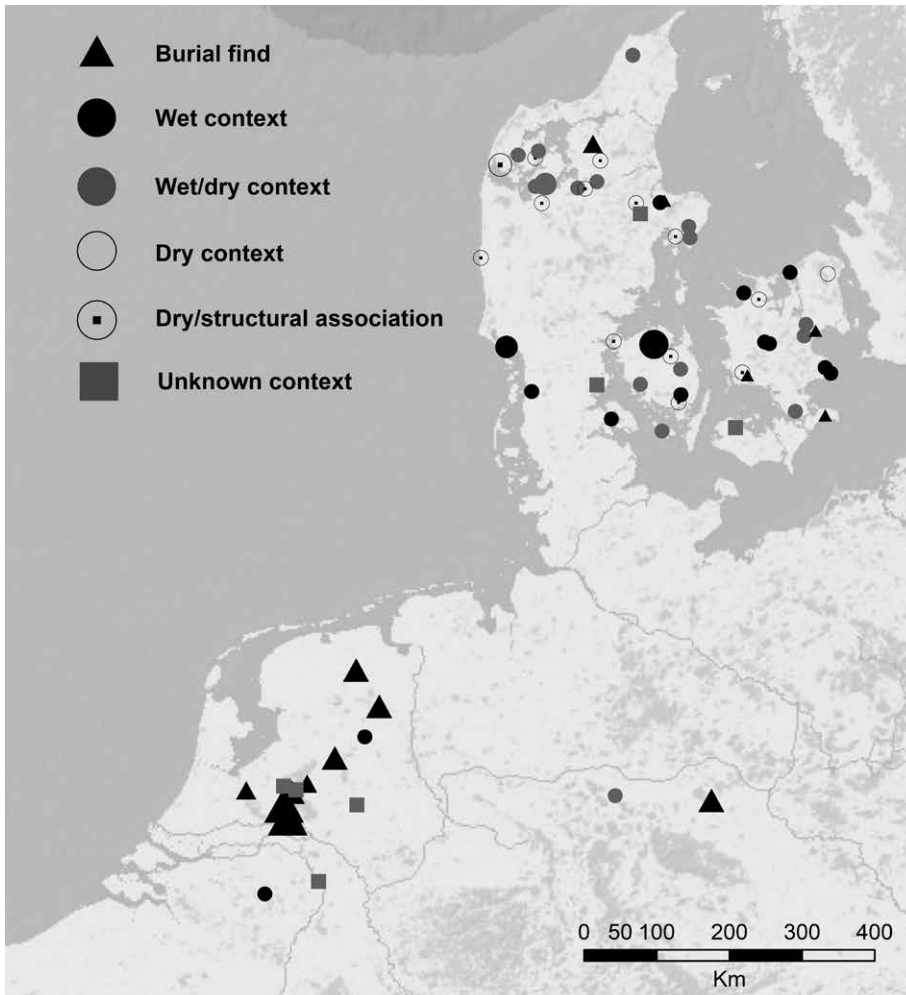 Burial find
Wet context
Wet/dry context
Dry context
Dry/structural association
Unknown context
0 50 100 200 300 400
Km